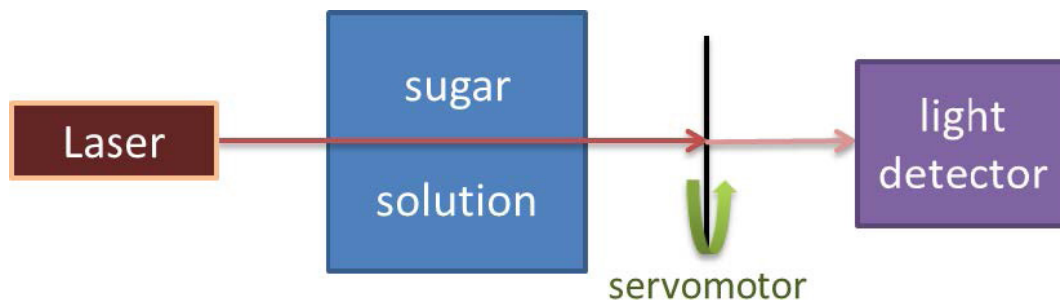 Laser
sugar
solution
light
detector
servomotor